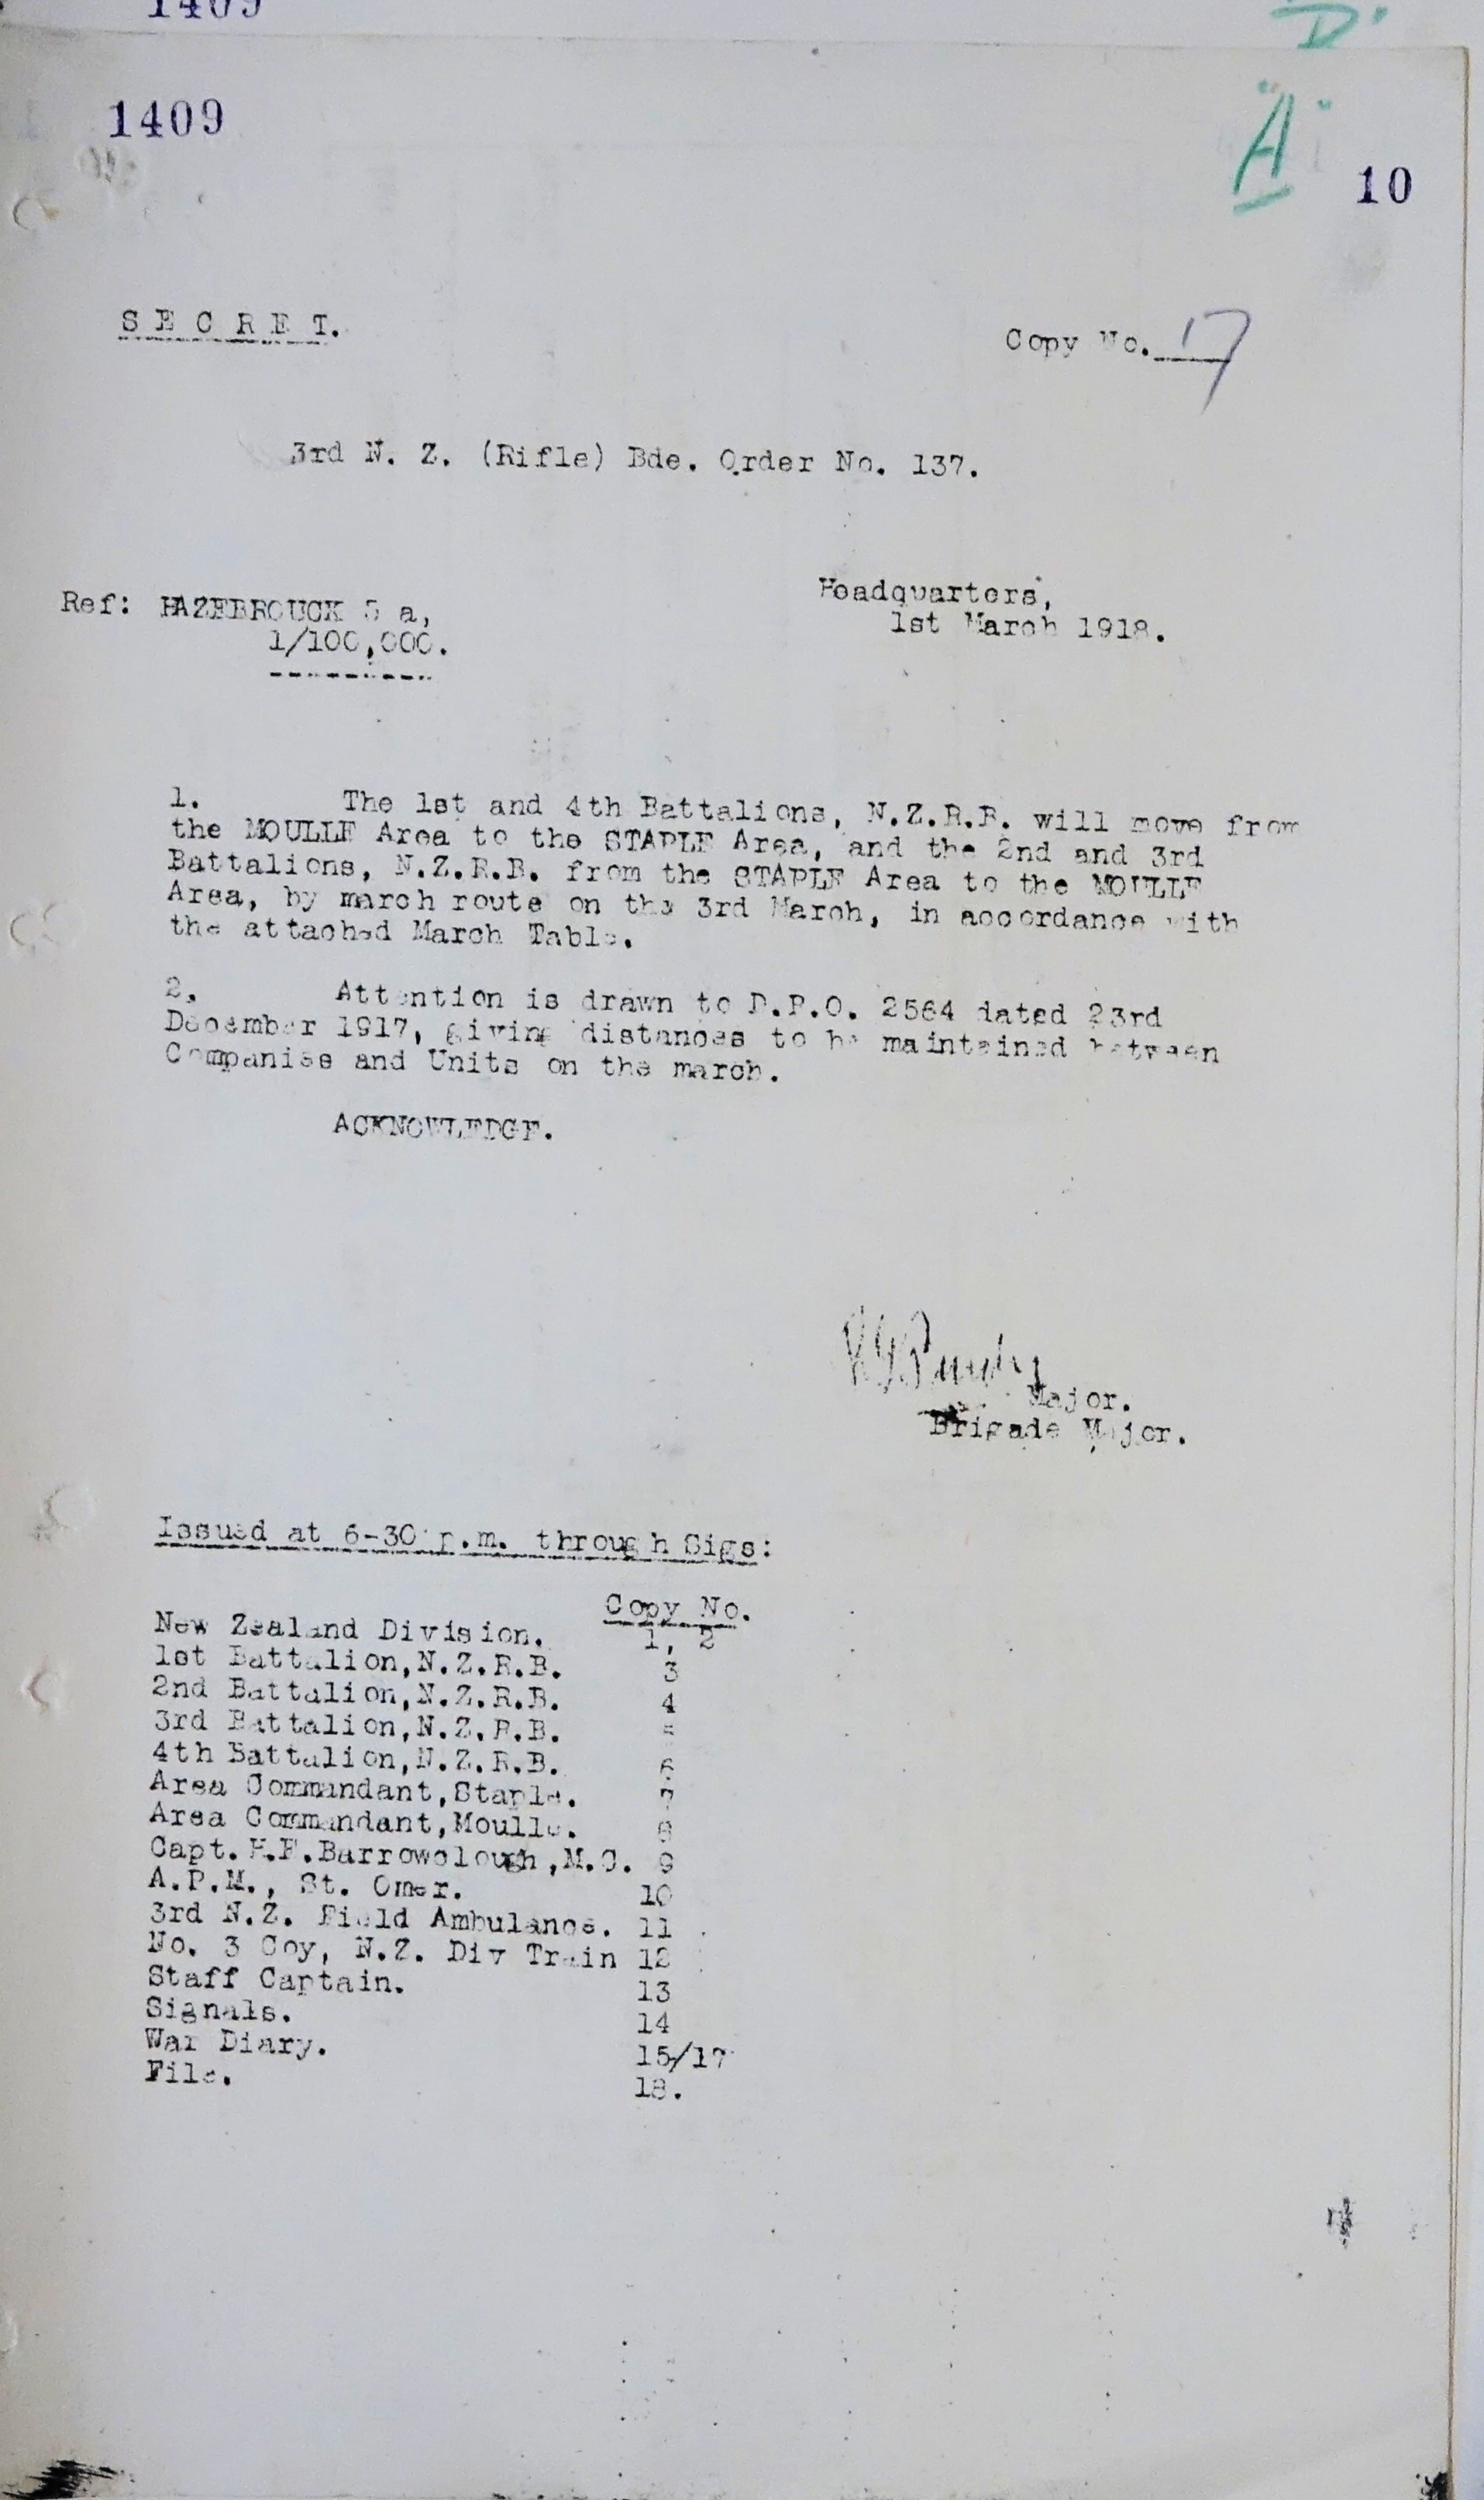 1409
D"
1409
"A"
10
S E C R E T.
Copy No. 17
3rd N. Z. (Rifle) Bde. Order No. 137.
Headquarters,
1st March 1918.
Ref: HAZEBROUCK 5 a,
1/100,000.
1. The 1st and 4th Battalions, N.Z.R.B. will move from
the MOULLE Area to the STAPLE Area, and the 2nd and 3rd
Battalions, N.Z.R.B. from the STAPLE Area to the MOULLE
Area, by march route on the 3rd March, in accordance with
the attached March Table.
2. Attention is drawn to D.R.O. 2564 dated 23rd
December 1917, giving distances to be maintained between
Companies and Units on the march.
ACKNOWLEDGE.
Major.
Brigade Major.
Issued at 6-30 p.m. through Sigs:
Copy No.
New Zealand Division. 1, 2
1st Battalion,N.Z.R.B. 3
2nd Battalion,N.Z.R.B. 4
3rd Battalion,N.Z.R.B. 5
4th Battalion,N.Z.R.B. 6
Area Commandant,Staple. 7
Area Commandant,Moulle. 8
Capt. H.E.Barrowclough,M.C. 9
A.P.M., St. Omer. 10
3rd N.Z. Field Ambulance. 11
No. 3 Coy, N.Z. Div Train 12
Staff Captain. 13
Signals. 14
War Diary. 15/17
File. 18.